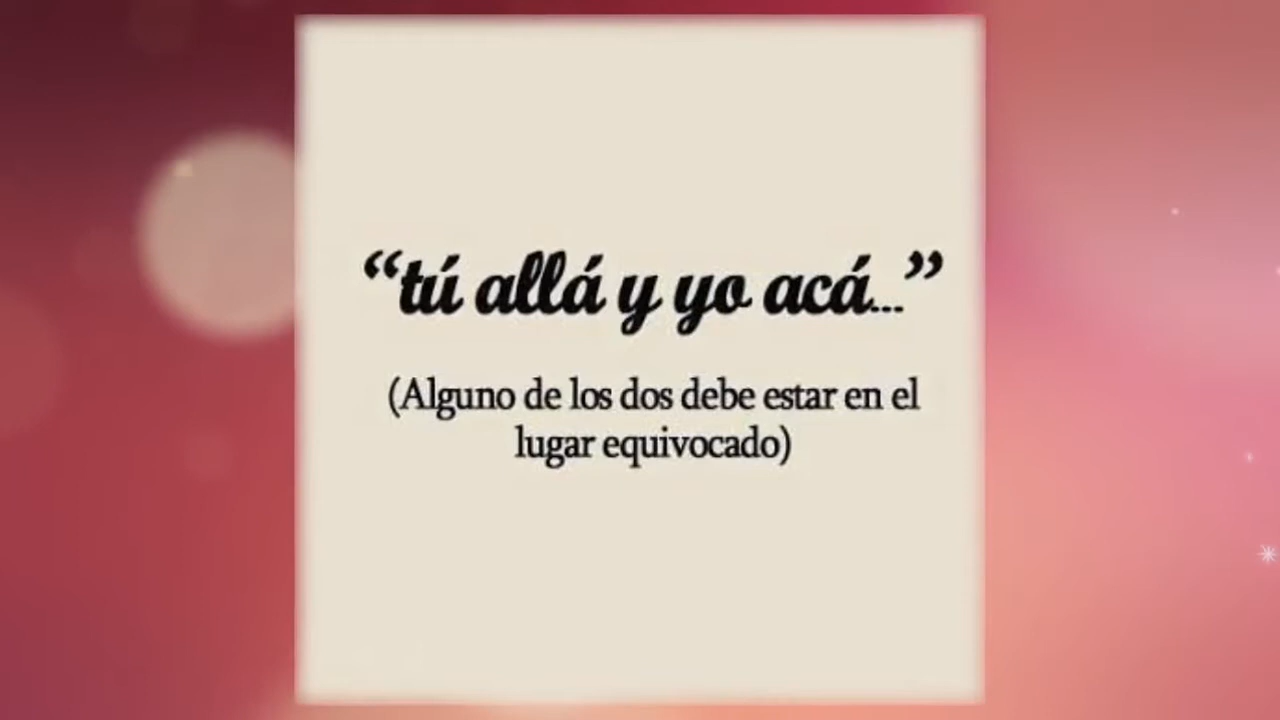 “tú allá y yo acá...”
(Alguno de los dos debe estar en el
lugar equivocado)